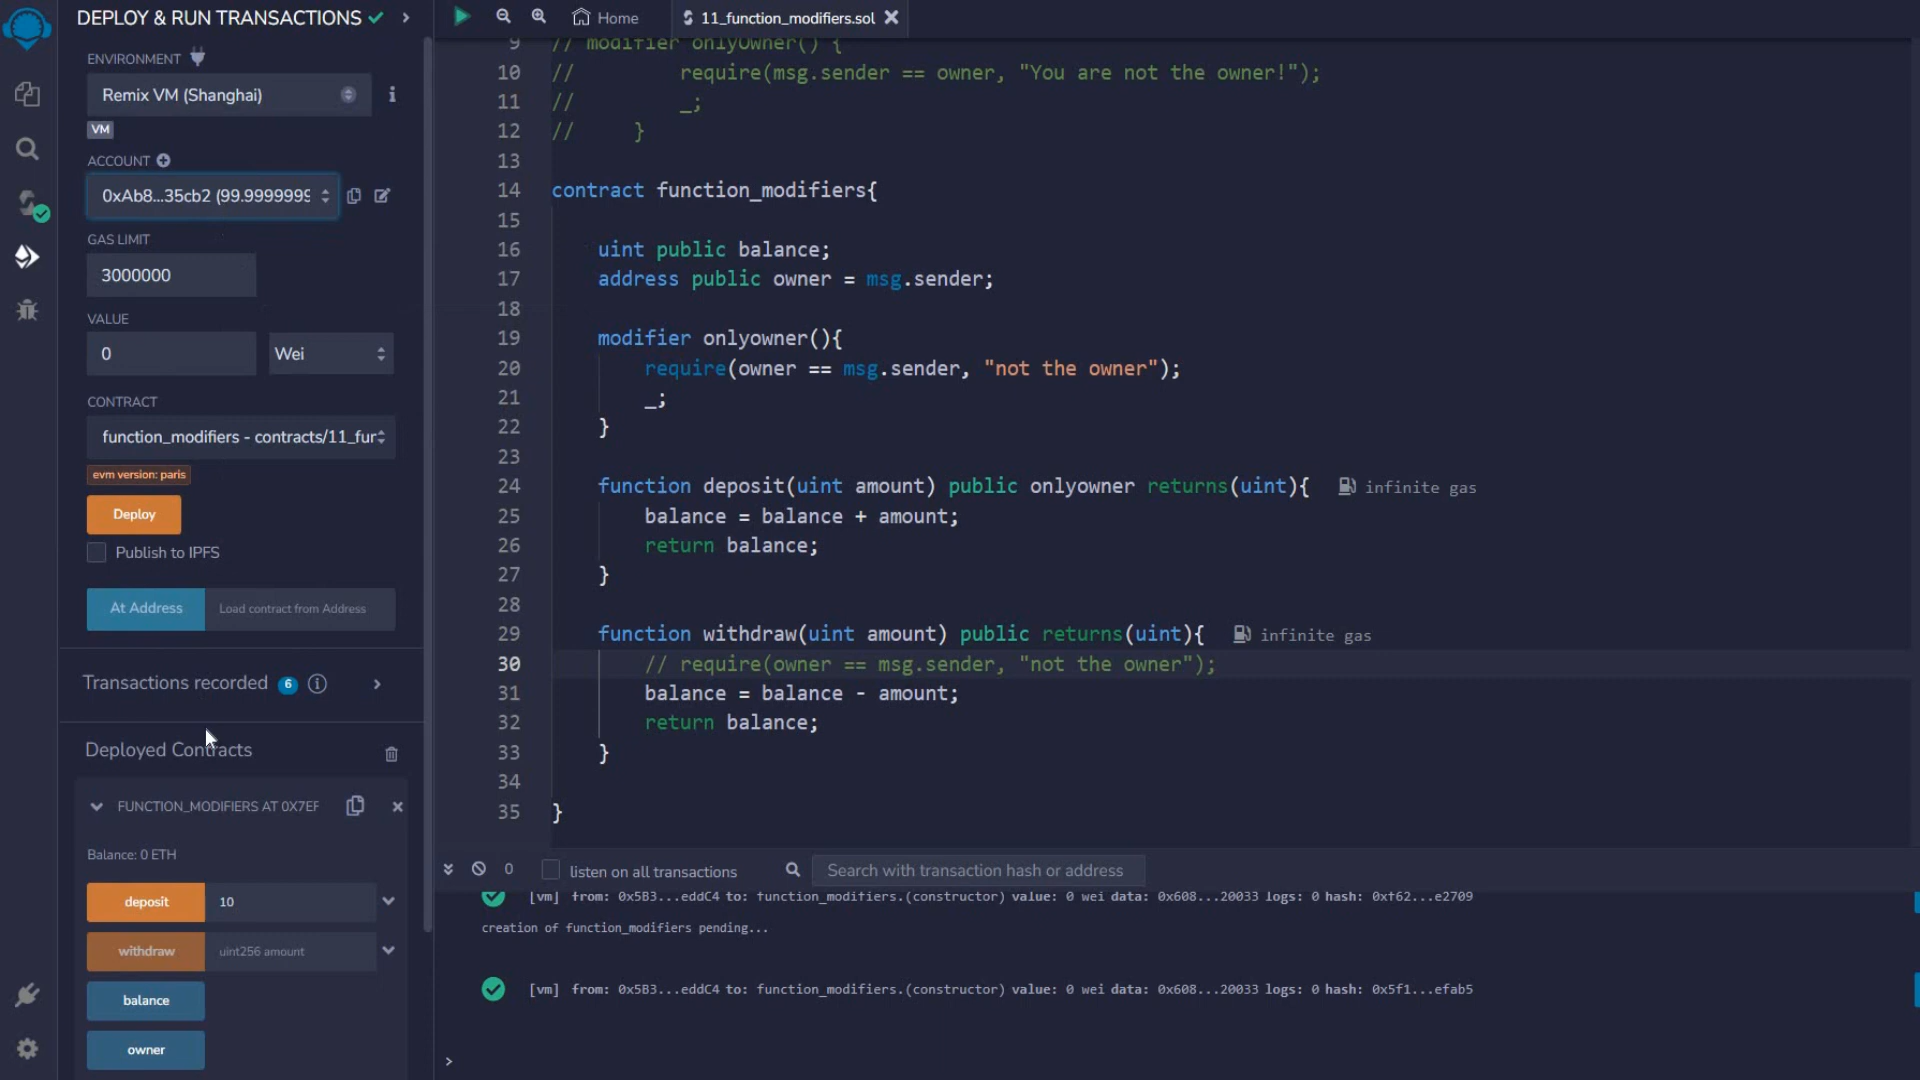 DEPLOY & RUN TRANSACTIONS
ENVIRONMENT
Remix VM (Shanghai)
VM
ACCOUNT
0xAb8...35cb2 (99.9999999
GAS LIMIT
3000000
VALUE
0
Wei
CONTRACT
function_modifiers - contracts/11_fur
evm version: paris
Deploy
Publish to IPFS
At Address
Load contract from Address
Transactions recorded 6
Deployed Contracts
FUNCTION_MODIFIERS AT 0X7EF
Balance: 0 ETH
deposit
10
withdraw
uint256 amount
balance
owner
Home
11_function_modifiers.sol
9 // modifier onlyOwner() {
10 // require(msg.sender == owner, "You are not the owner!");
11 // _;
12 // }
13
14 contract function_modifiers{
15
16 uint public balance;
17 address public owner = msg.sender;
18
19 modifier onlyowner(){
20 require(owner == msg.sender, "not the owner");
21 _;
22 }
23
24 function deposit(uint amount) public onlyowner returns(uint){ infinite gas
25 balance = balance + amount;
26 return balance;
27 }
28
29 function withdraw(uint amount) public returns(uint){ infinite gas
30 // require(owner == msg.sender, "not the owner");
31 balance = balance - amount;
32 return balance;
33 }
34
35 }
0
listen on all transactions
Search with transaction hash or address
[vm] from: 0x5B3...eddC4 to: function_modifiers.(constructor) value: 0 wei data: 0x608...20033 logs: 0 hash: 0xf62...e2709
creation of function_modifiers pending...
[vm] from: 0x5B3...eddC4 to: function_modifiers.(constructor) value: 0 wei data: 0x608...20033 logs: 0 hash: 0x5f1...efab5
>